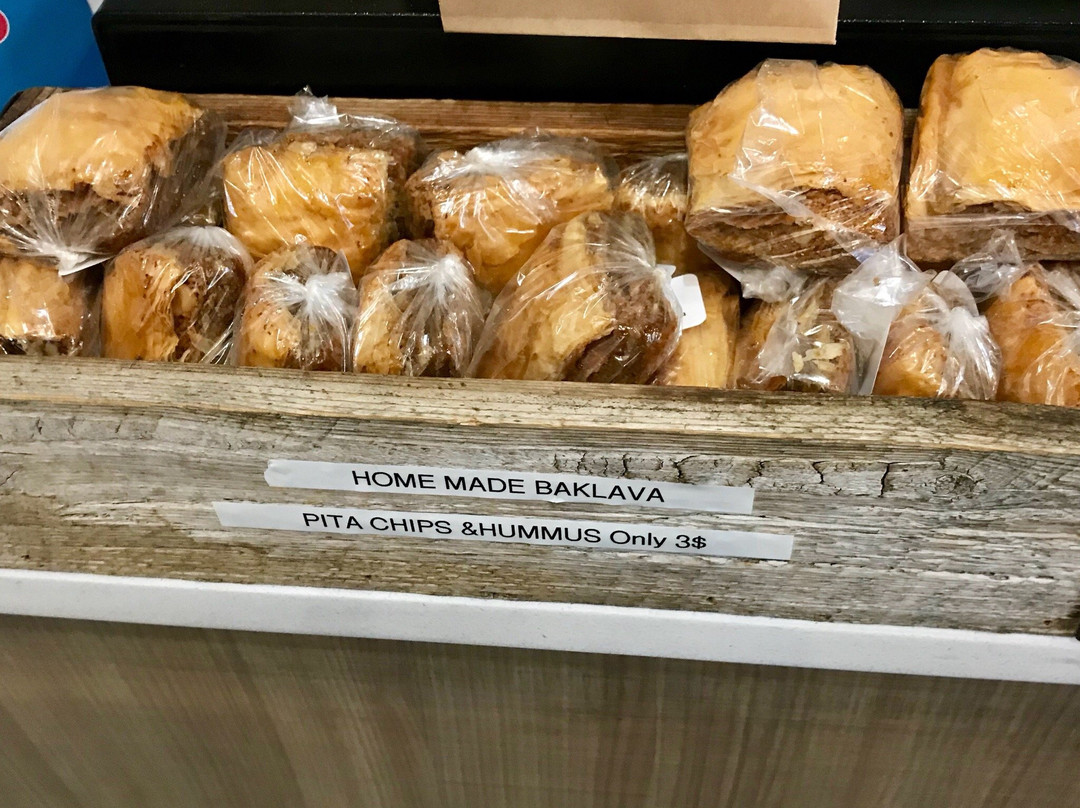 HOME MADE BAKLAVA
PITA CHIPS &HUMMUS Only 3$